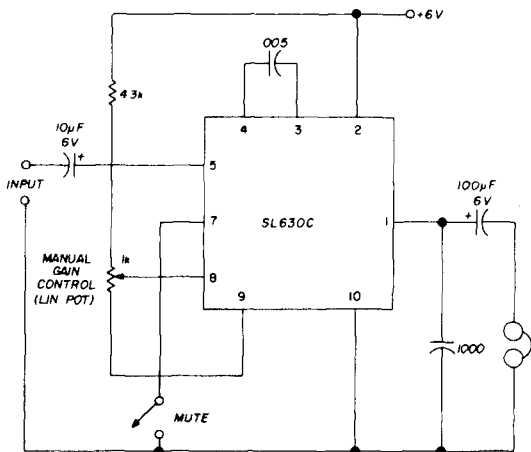 +6V
.005
43k
4
3
2
10µF
6V
+
5
INPUT
SL630C
1
100µF
6V
+
7
MANUAL
GAIN
CONTROL
(LIN POT)
1k
8
9
10
1000
MUTE